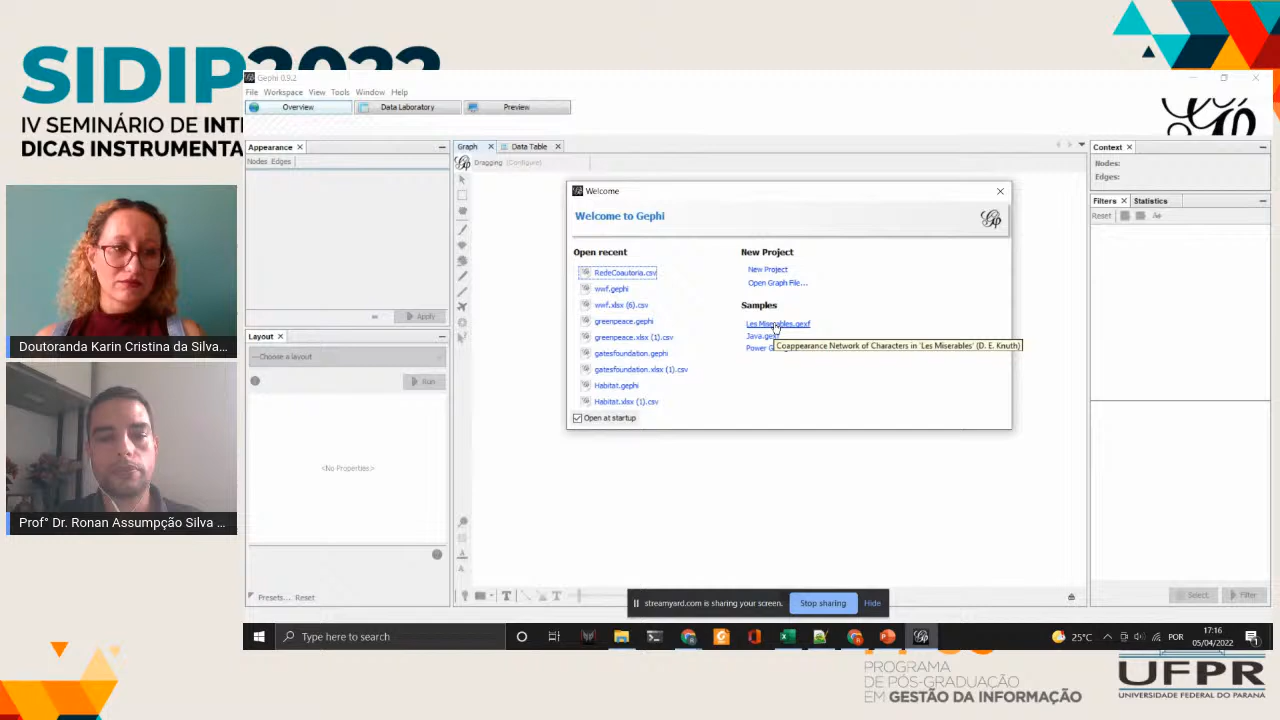 SIDIP2022
IV SEMINÁRIO DE INT
DICAS INSTRUMENTA
Gephi 0.9.2
File Workspace View Tools Window Help
Overview
Data Laboratory
Preview
Appearance
Nodes Edges
Apply
Layout
---Choose a layout
Run
<No Properties>
Presets... Reset
Graph
Data Table
Dragging (Configure)
Welcome
Welcome to Gephi
Open recent
RedeCoautoria.csv
wwf.gephi
wwf.xlsx (6).csv
greenpeace.gephi
greenpeace.xlsx (1).csv
gatesfoundation.gephi
gatesfoundation.xlsx (1).csv
Habitat.gephi
Habitat.xlsx (1).csv
Open at startup
New Project
New Project
Open Graph File...
Samples
Les Miserables.gexf
Java.gexf
Power G
Coappearance Network of Characters in 'Les Miserables' (D. E. Knuth)
Context
Nodes:
Edges:
Filters
Statistics
Reset
Select
Filter
Doutoranda Karin Cristina da Silva...
Prof° Dr. Ronan Assumpção Silva ...
streamyard.com is sharing your screen.
Stop sharing
Hide
Type here to search
25°C
POR
17:16
05/04/2022
PROGRAMA
DE PÓS-GRADUAÇÃO
EM GESTÃO DA INFORMAÇÃO
UFPR
UNIVERSIDADE FEDERAL DO PARANÁ